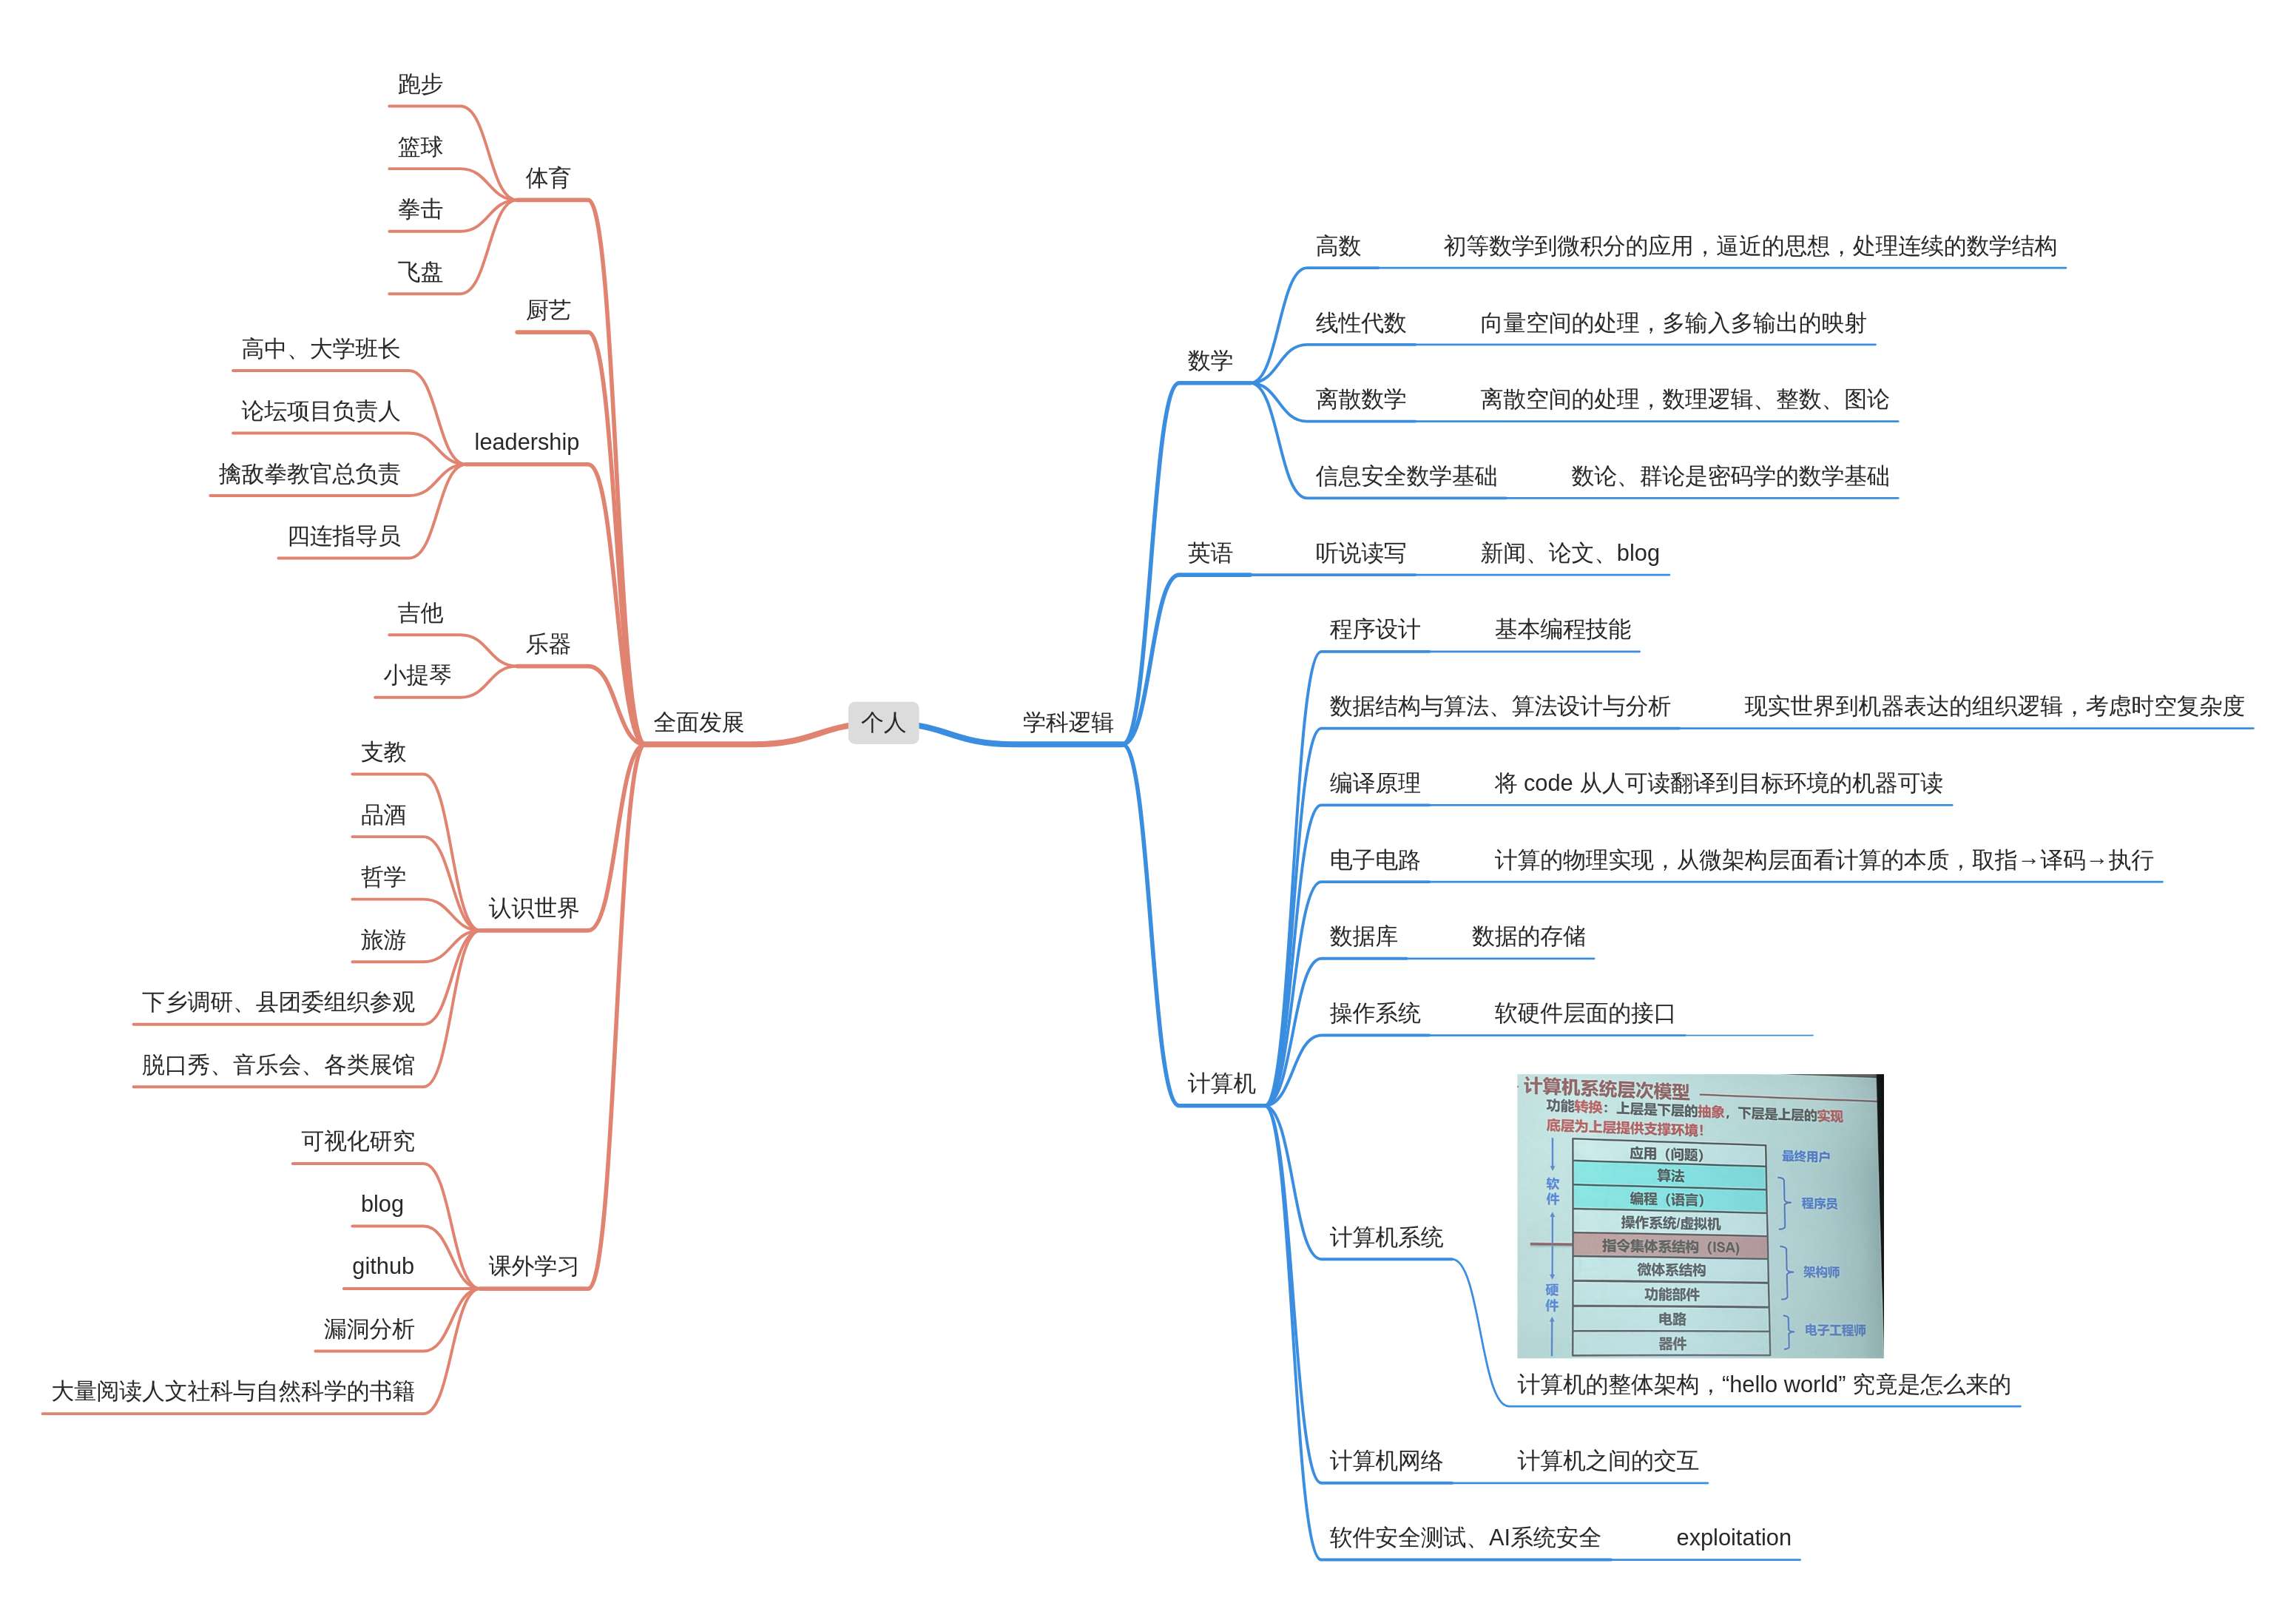 个人
全面发展
体育
跑步
篮球
拳击
飞盘
厨艺
leadership
高中、大学班长
论坛项目负责人
擒敌拳教官总负责
四连指导员
乐器
吉他
小提琴
认识世界
支教
品酒
哲学
旅游
下乡调研、县团委组织参观
脱口秀、音乐会、各类展馆
课外学习
可视化研究
blog
github
漏洞分析
大量阅读人文社科与自然科学的书籍
学科逻辑
数学
高数
初等数学到微积分的应用，逼近的思想，处理连续的数学结构
线性代数
向量空间的处理，多输入多输出的映射
离散数学
离散空间的处理，数理逻辑、整数、图论
信息安全数学基础
数论、群论是密码学的数学基础
英语
听说读写
新闻、论文、blog
计算机
程序设计
基本编程技能
数据结构与算法、算法设计与分析
现实世界到机器表达的组织逻辑，考虑时空复杂度
编译原理
将 code 从人可读翻译到目标环境的机器可读
电子电路
计算的物理实现，从微架构层面看计算的本质，取指→译码→执行
数据库
数据的存储
操作系统
软硬件层面的接口
计算机系统
计算机系统层次模型
功能转换：上层是下层的抽象，下层是上层的实现
底层为上层提供支撑环境！
应用（问题）
算法
编程（语言）
操作系统/虚拟机
指令集体系结构（ISA)
微体系结构
功能部件
电路
器件
软件
硬件
最终用户
程序员
架构师
电子工程师
计算机的整体架构，“hello world” 究竟是怎么来的
计算机网络
计算机之间的交互
软件安全测试、AI系统安全
exploitation